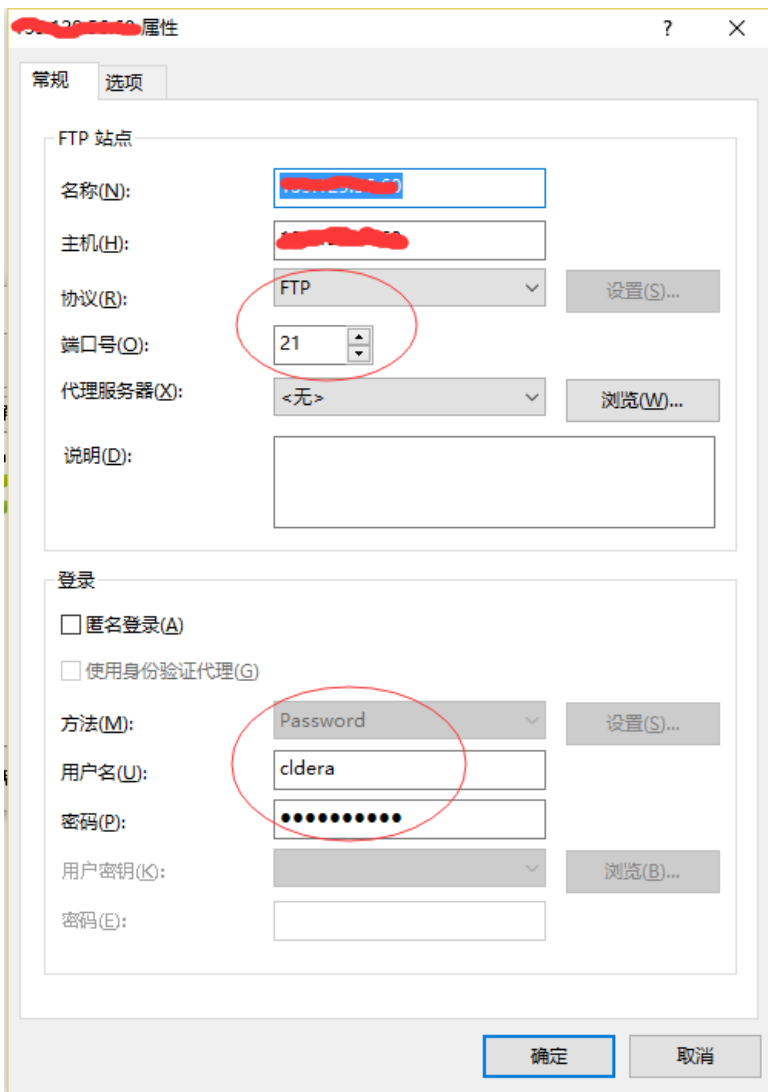 属性
常规 选项
FTP 站点
名称(N):
主机(H):
协议(R): FTP 设置(S)...
端口号(O): 21
代理服务器(X): <无> 浏览(W)...
说明(D):
登录
匿名登录(A)
使用身份验证代理(G)
方法(M): Password 设置(S)...
用户名(U): cldera
密码(P): ●●●●●●●●●●
用户密钥(K): 浏览(B)...
密码(E):
确定 取消